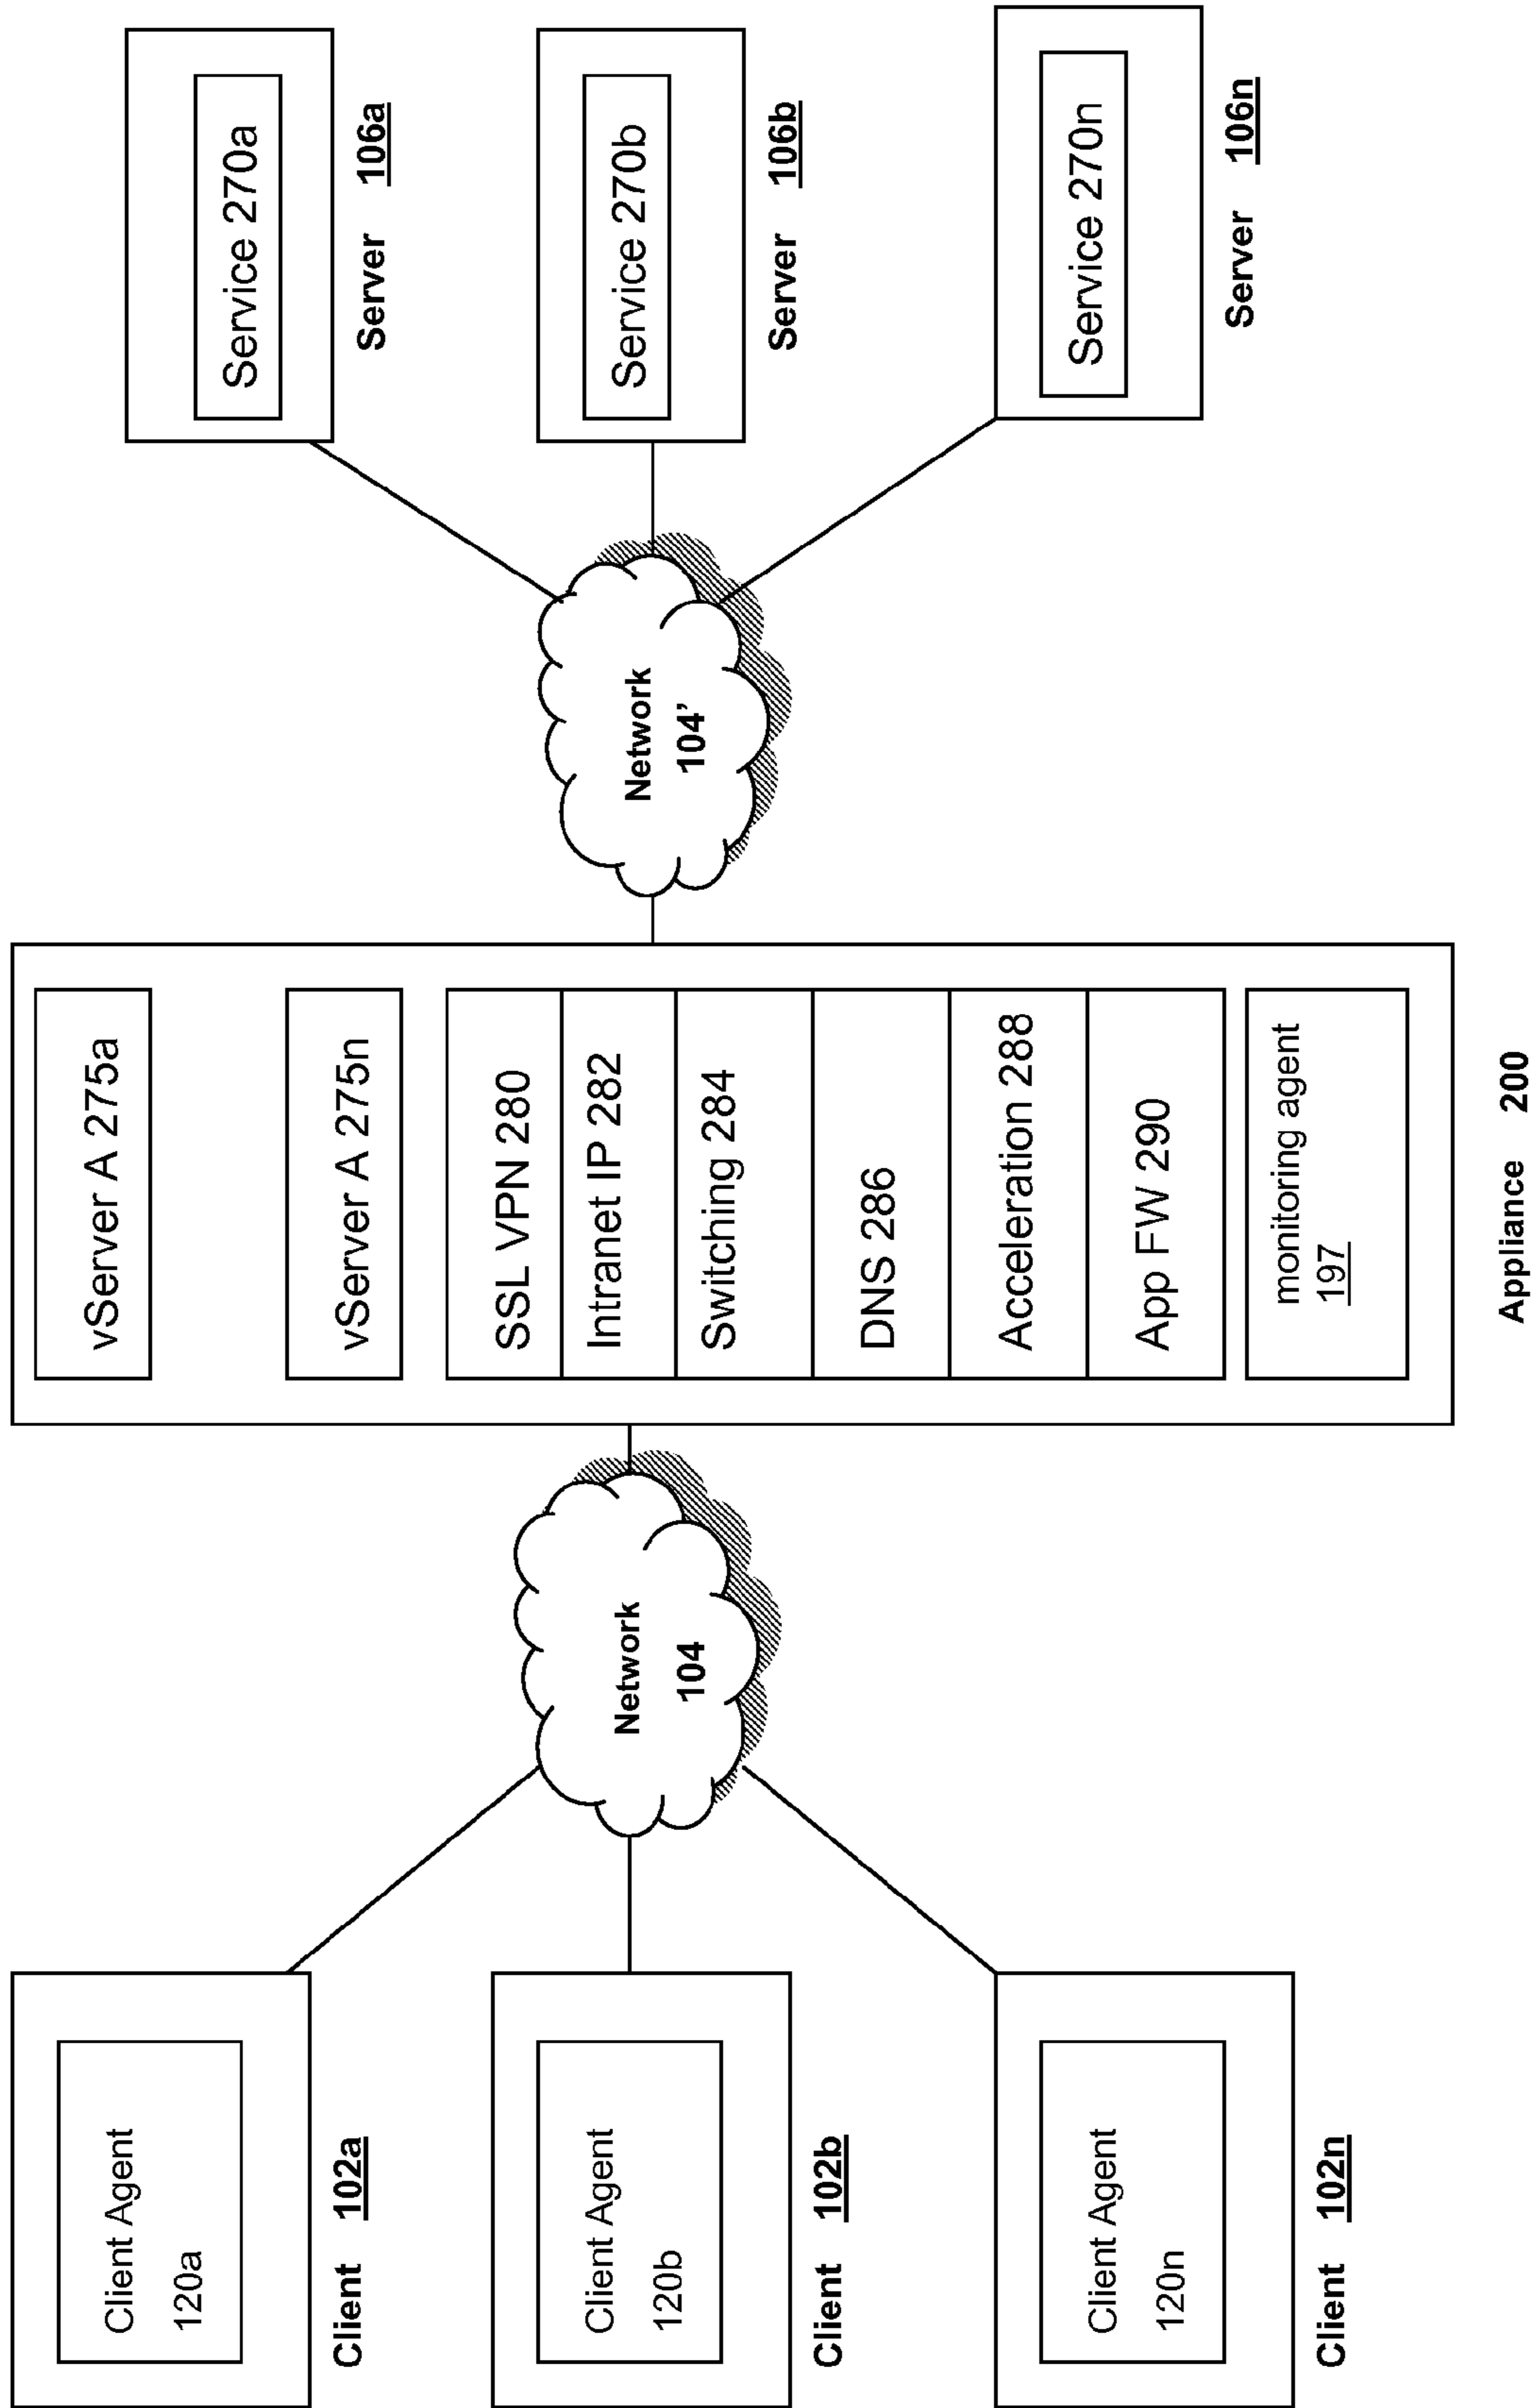 Client Agent
120a
Client 102a
Client Agent
120b
Client 102b
Client Agent
120n
Client 102n
Network
104
vServer A 275a
vServer A 275n
SSL VPN 280
Intranet IP 282
Switching 284
DNS 286
Acceleration 288
App FW 290
monitoring agent
197
Appliance 200
Network
104’
Service 270a
Server 106a
Service 270b
Server 106b
Service 270n
Server 106n